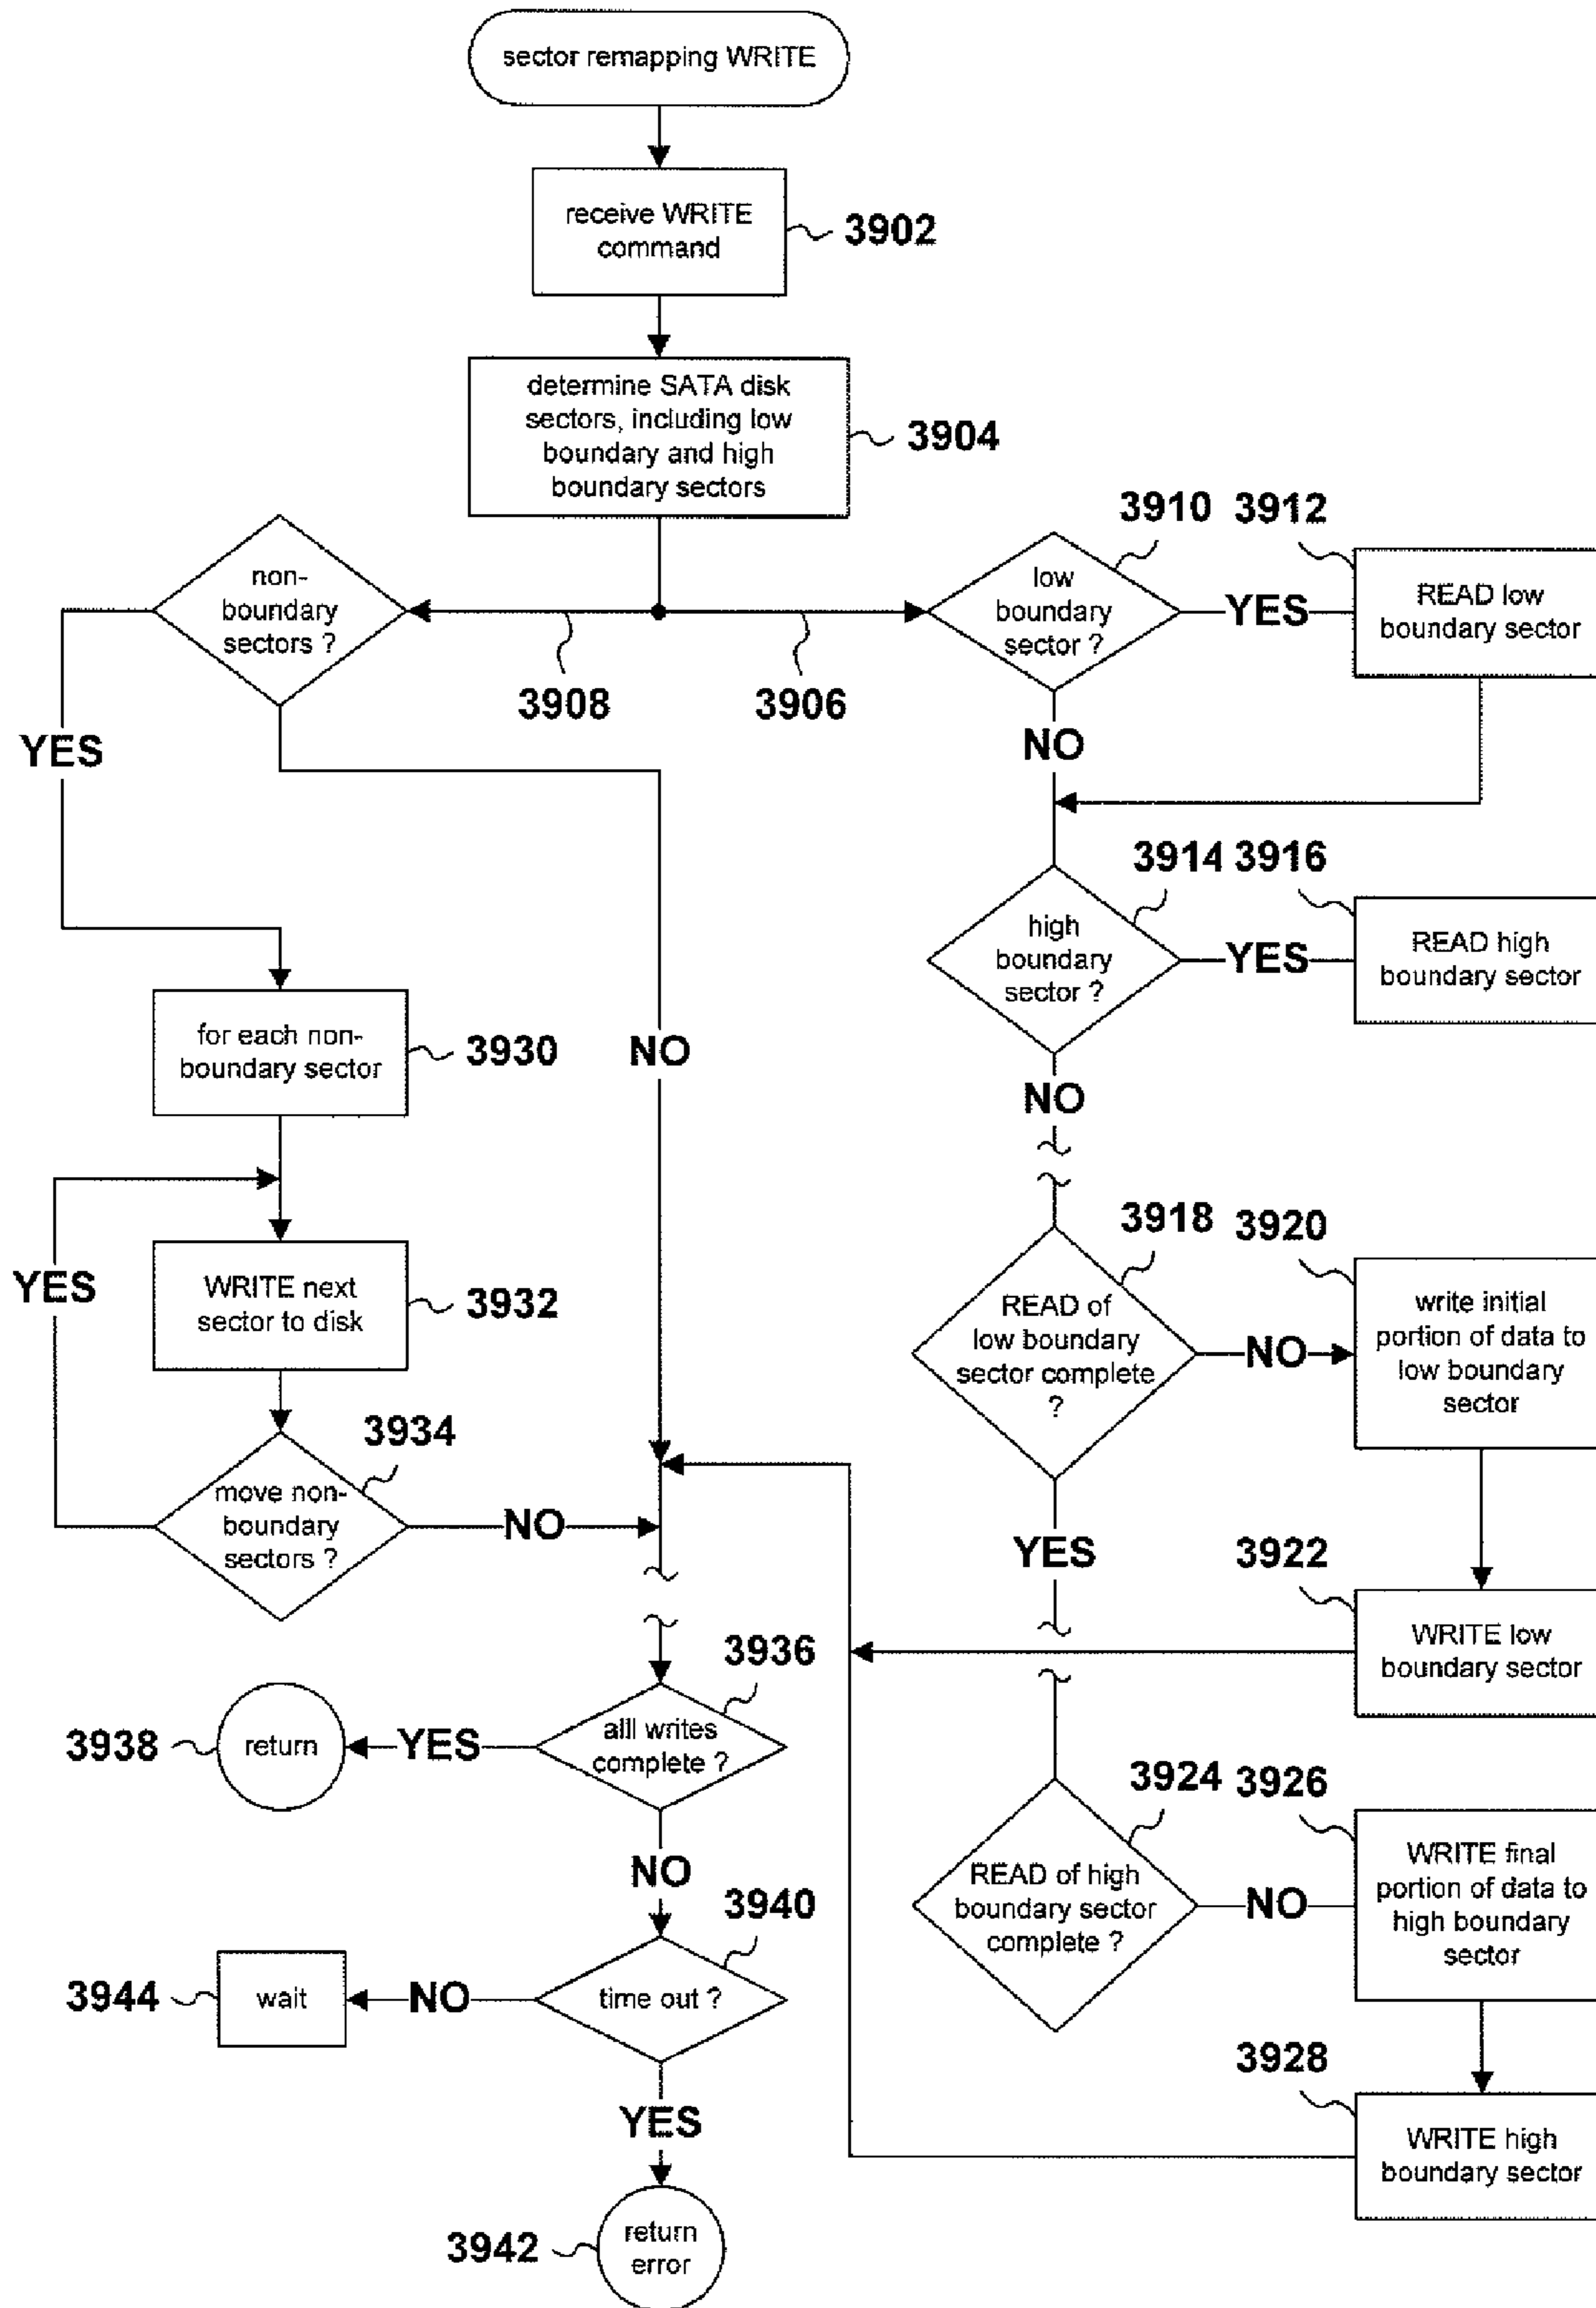 sector remapping WRITE
receive WRITE
command
3902
determine SATA disk
sectors, including low
boundary and high
boundary sectors
3904
non-
boundary
sectors ?
3908
3906
low
boundary
sector ?
3910
YES
3912
READ low
boundary sector
YES
NO
NO
high
boundary
sector ?
3914
YES
3916
READ high
boundary sector
NO
for each non-
boundary sector
3930
WRITE next
sector to disk
3932
YES
move non-
boundary
sectors ?
3934
NO
READ of
low boundary
sector complete
?
3918
NO
3920
write initial
portion of data to
low boundary
sector
YES
3922
WRITE low
boundary sector
alll writes
complete ?
3936
YES
return
3938
NO
READ of high
boundary sector
complete ?
3924
NO
3926
WRITE final
portion of data to
high boundary
sector
time out ?
3940
NO
wait
3944
YES
3928
WRITE high
boundary sector
return
error
3942